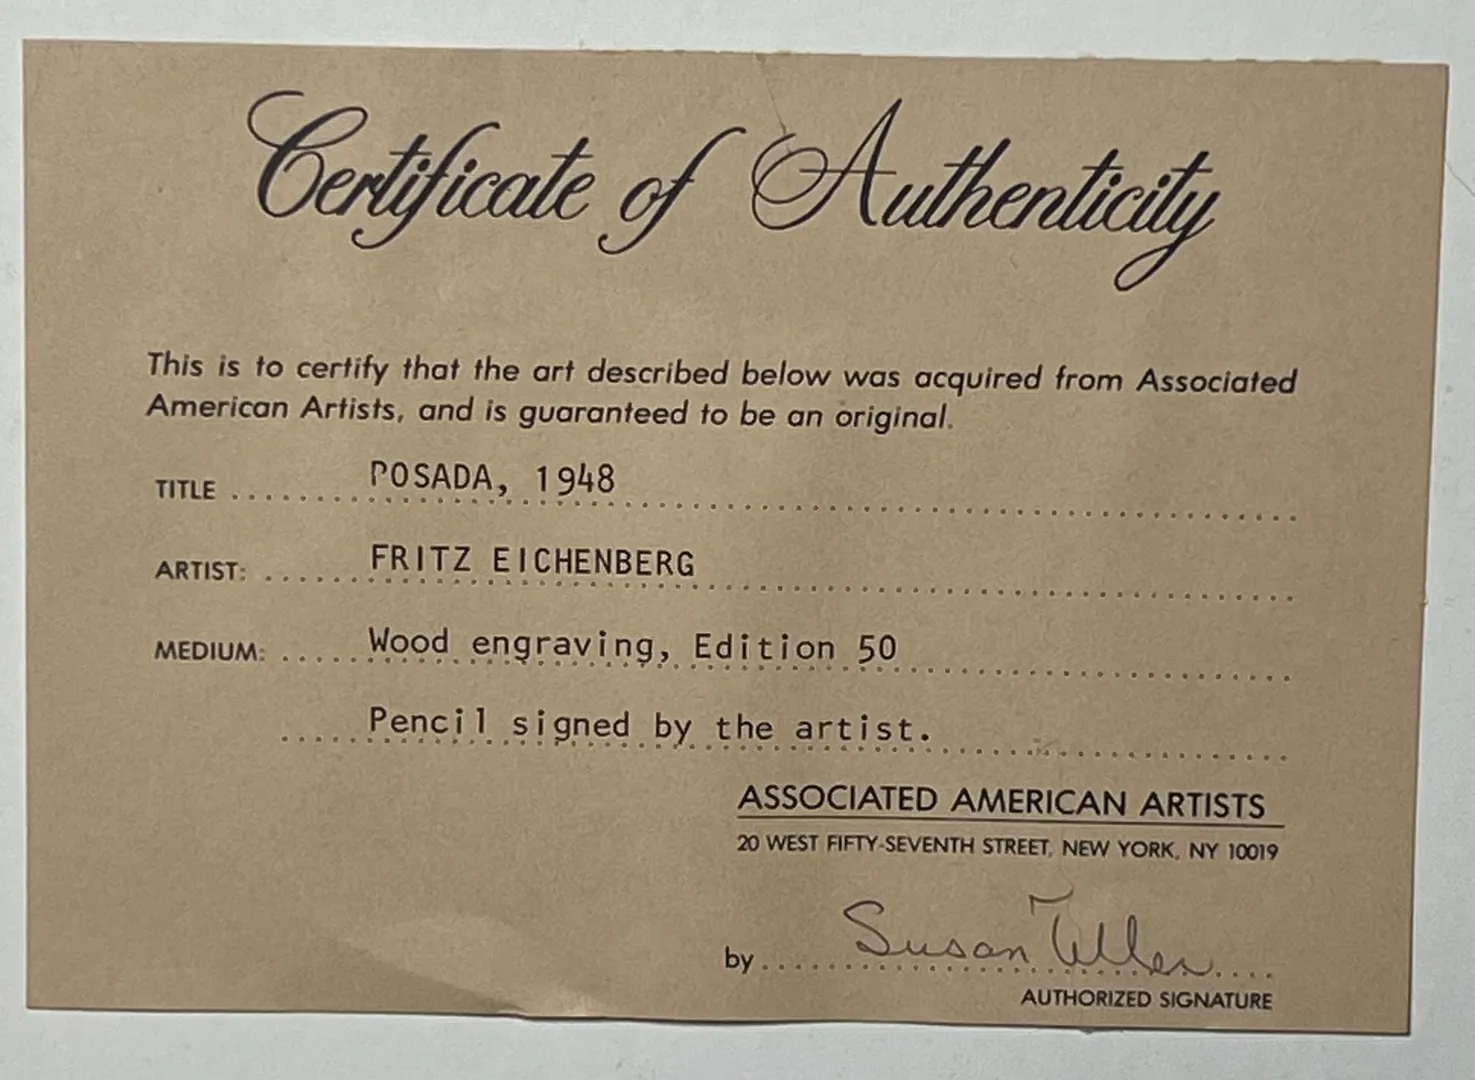 Certificate of Authenticity
This is to certify that the art described below was acquired from Associated
American Artists, and is guaranteed to be an original.
TITLE POSADA, 1948
ARTIST: FRITZ EICHENBERG
MEDIUM: Wood engraving, Edition 50
Pencil signed by the artist.
ASSOCIATED AMERICAN ARTISTS
20 WEST FIFTY-SEVENTH STREET, NEW YORK, NY 10019
by Susan
AUTHORIZED SIGNATURE